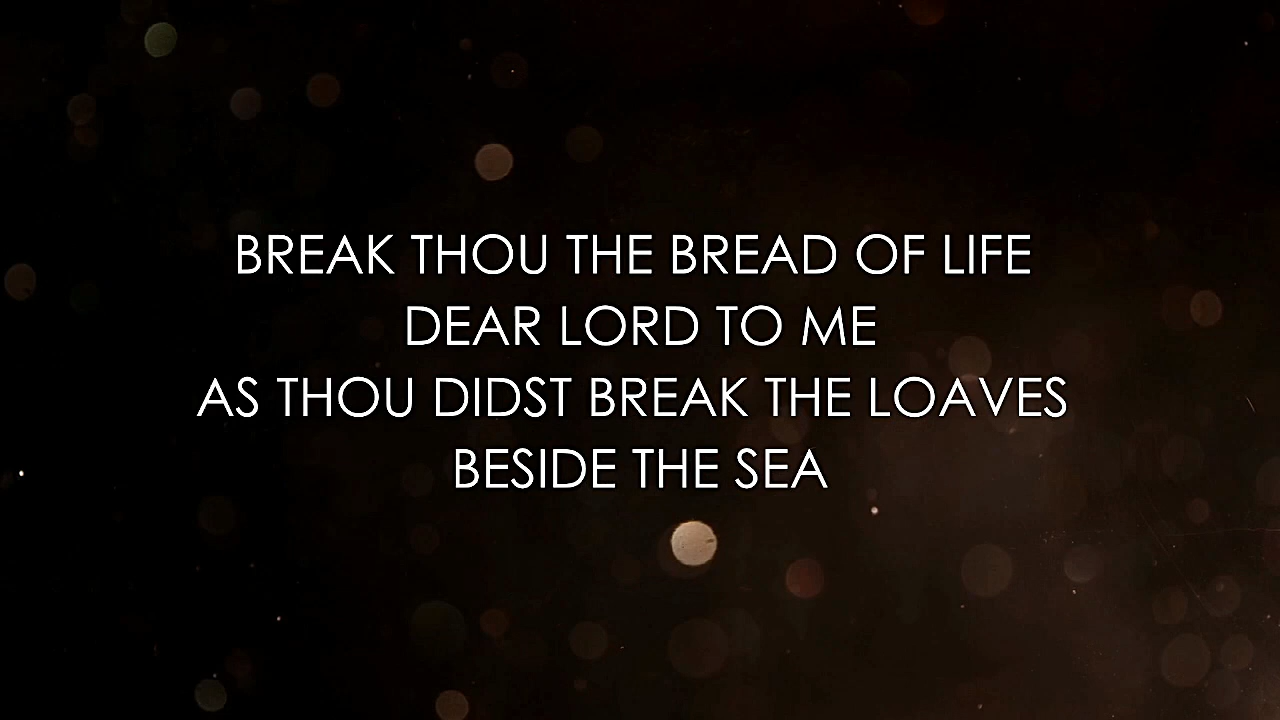 BREAK THOU THE BREAD OF LIFE
DEAR LORD TO ME
AS THOU DIDST BREAK THE LOAVES
BESIDE THE SEA